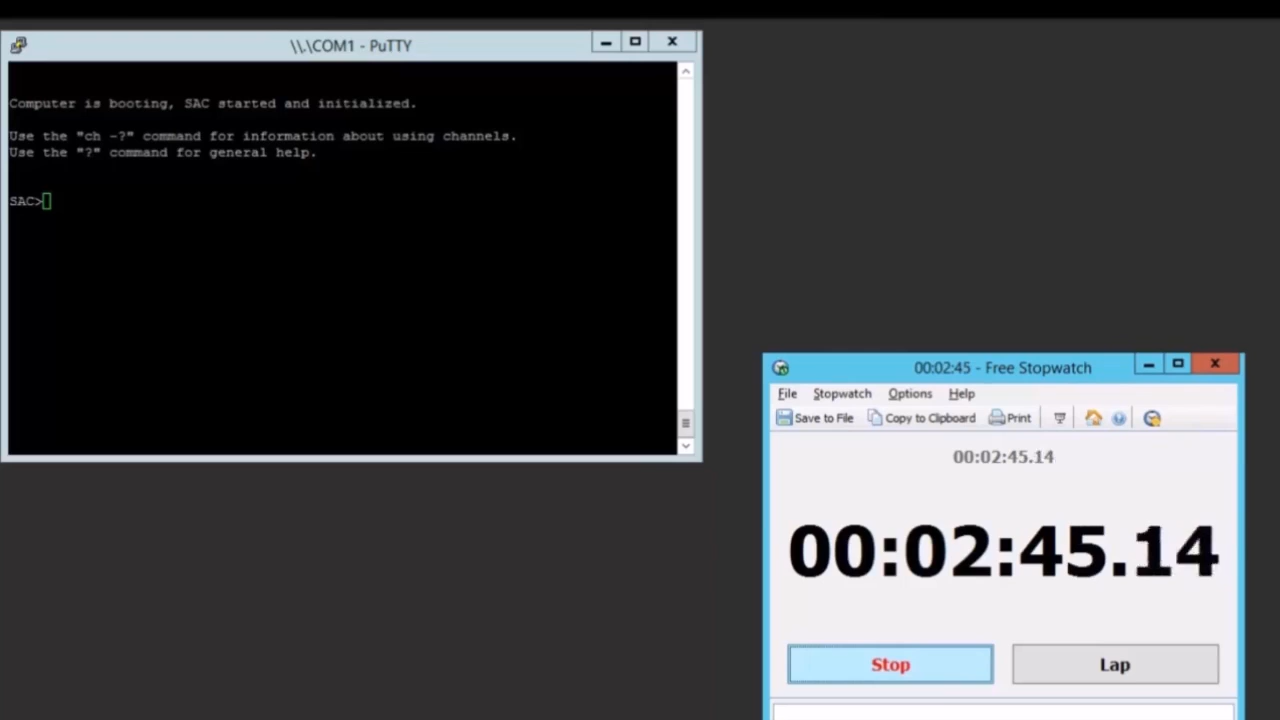 \\.\COM1 - PuTTY
Computer is booting, SAC started and initialized.
Use the "ch -?" command for information about using channels.
Use the "?" command for general help.
SAC>
00:02:45 - Free Stopwatch
File Stopwatch Options Help
Save to File Copy to Clipboard Print
00:02:45.14
00:02:45.14
Stop Lap